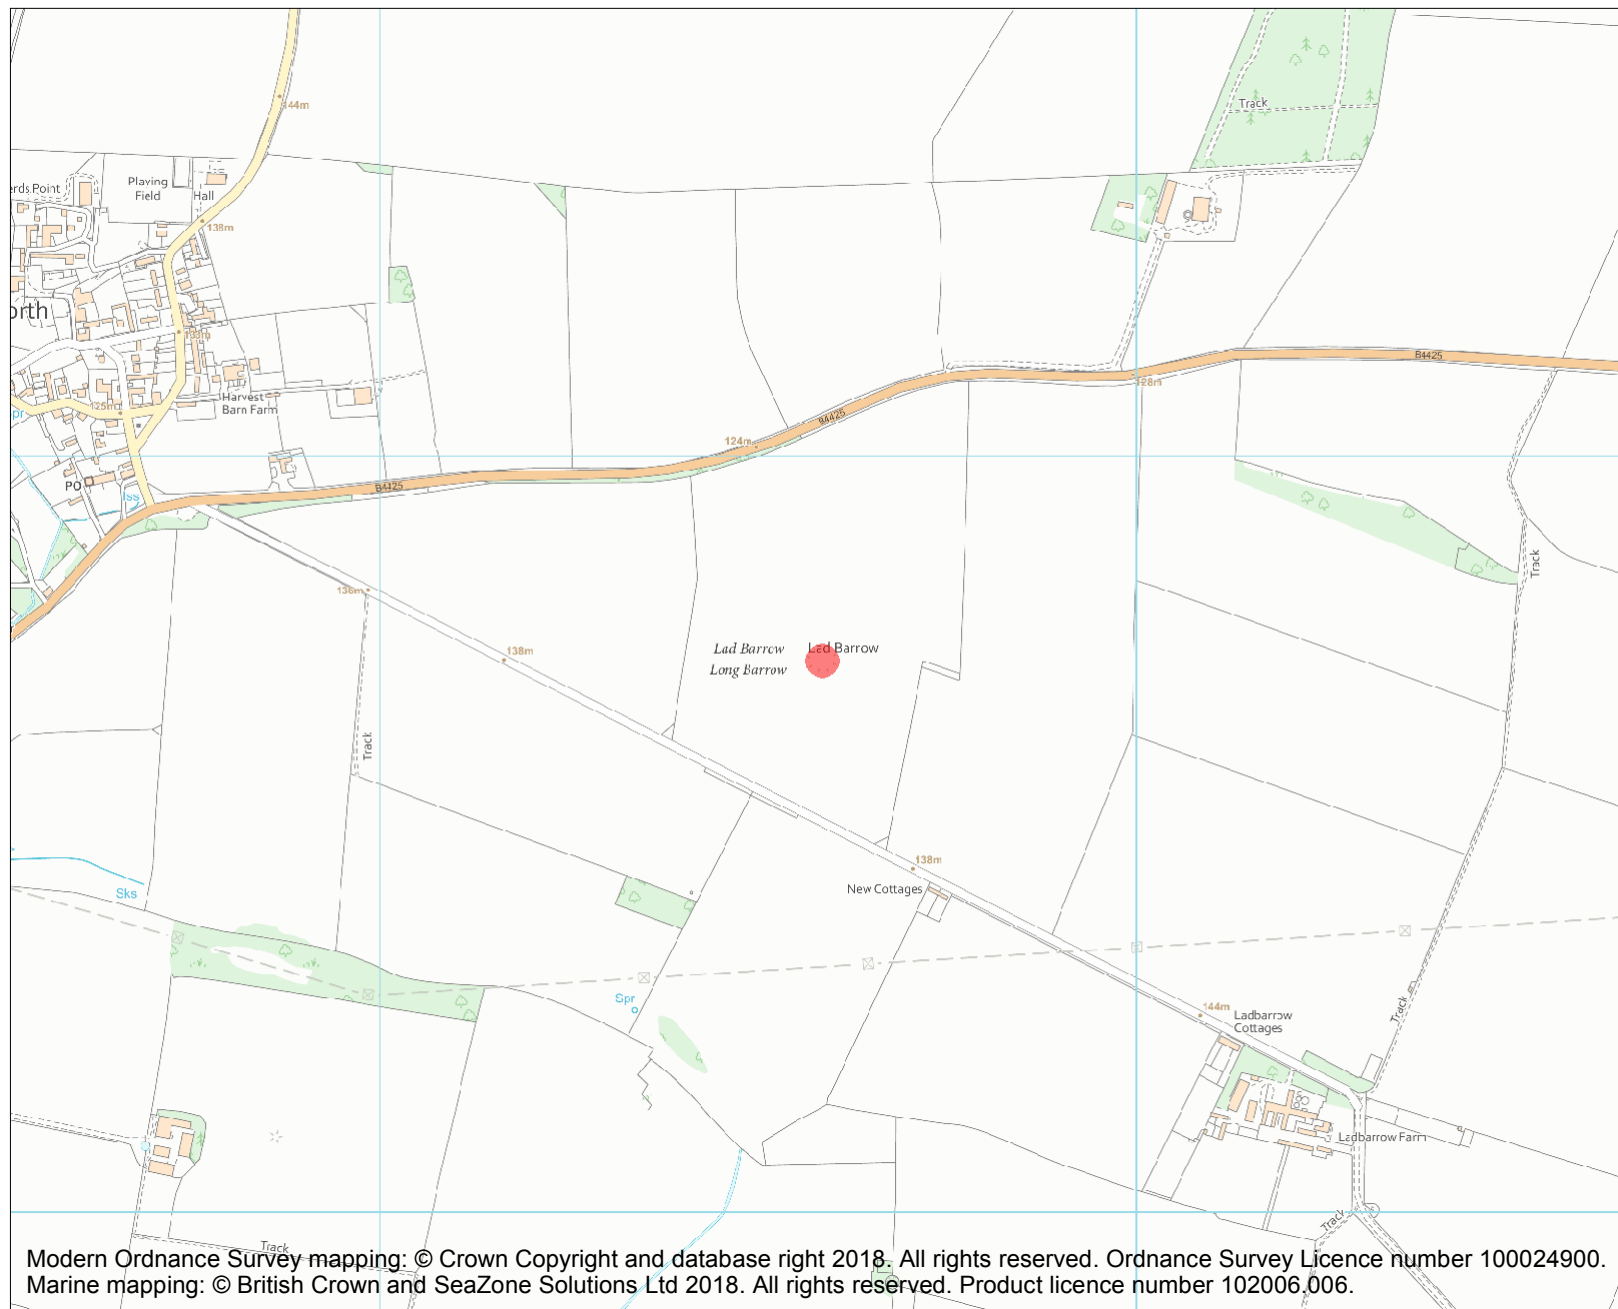 144m
Track
erds Point
Playing
Field
Hall
138m
orth
133m
B4425
128m
Harvest
Barn Farm
125m
Spr
B4425
124m
PO
B4425
Iss
Track
136m
138m
Lad Barrow
Long Barrow
Lad Barrow
Track
138m
New Cottages
Sks
Spr
144m
Ladbarrow
Cottages
Track
Ladbarrow Farm
Track
Track
Modern Ordnance Survey mapping: © Crown Copyright and database right 2018. All rights reserved. Ordnance Survey Licence number 100024900.
Marine mapping: © British Crown and SeaZone Solutions Ltd 2018. All rights reserved. Product licence number 102006.006.